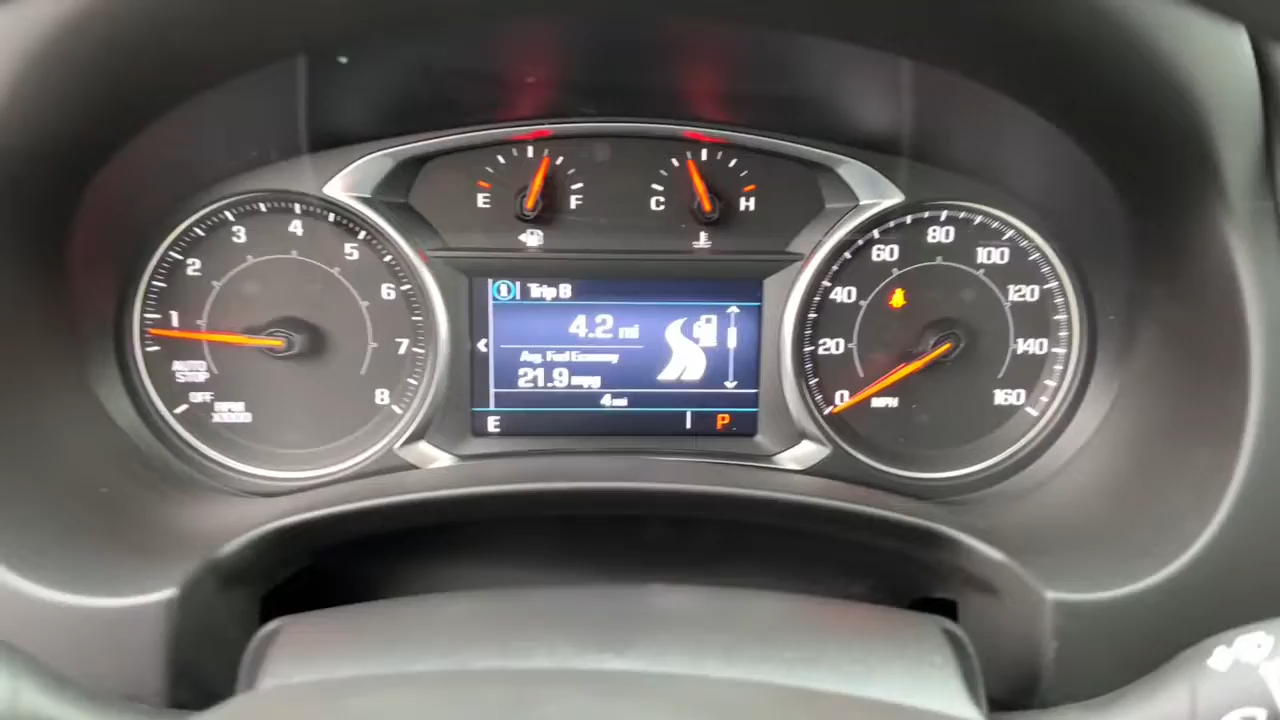 E F
C H
1 2 3 4 5 6 7 8
AUTO
STOP
OFF
RPM
X1000
Trip B
4.2 mi
Avg. Fuel Economy
21.9 mpg
4 mi
E P
0 20 40 60 80 100 120 140 160
MPH